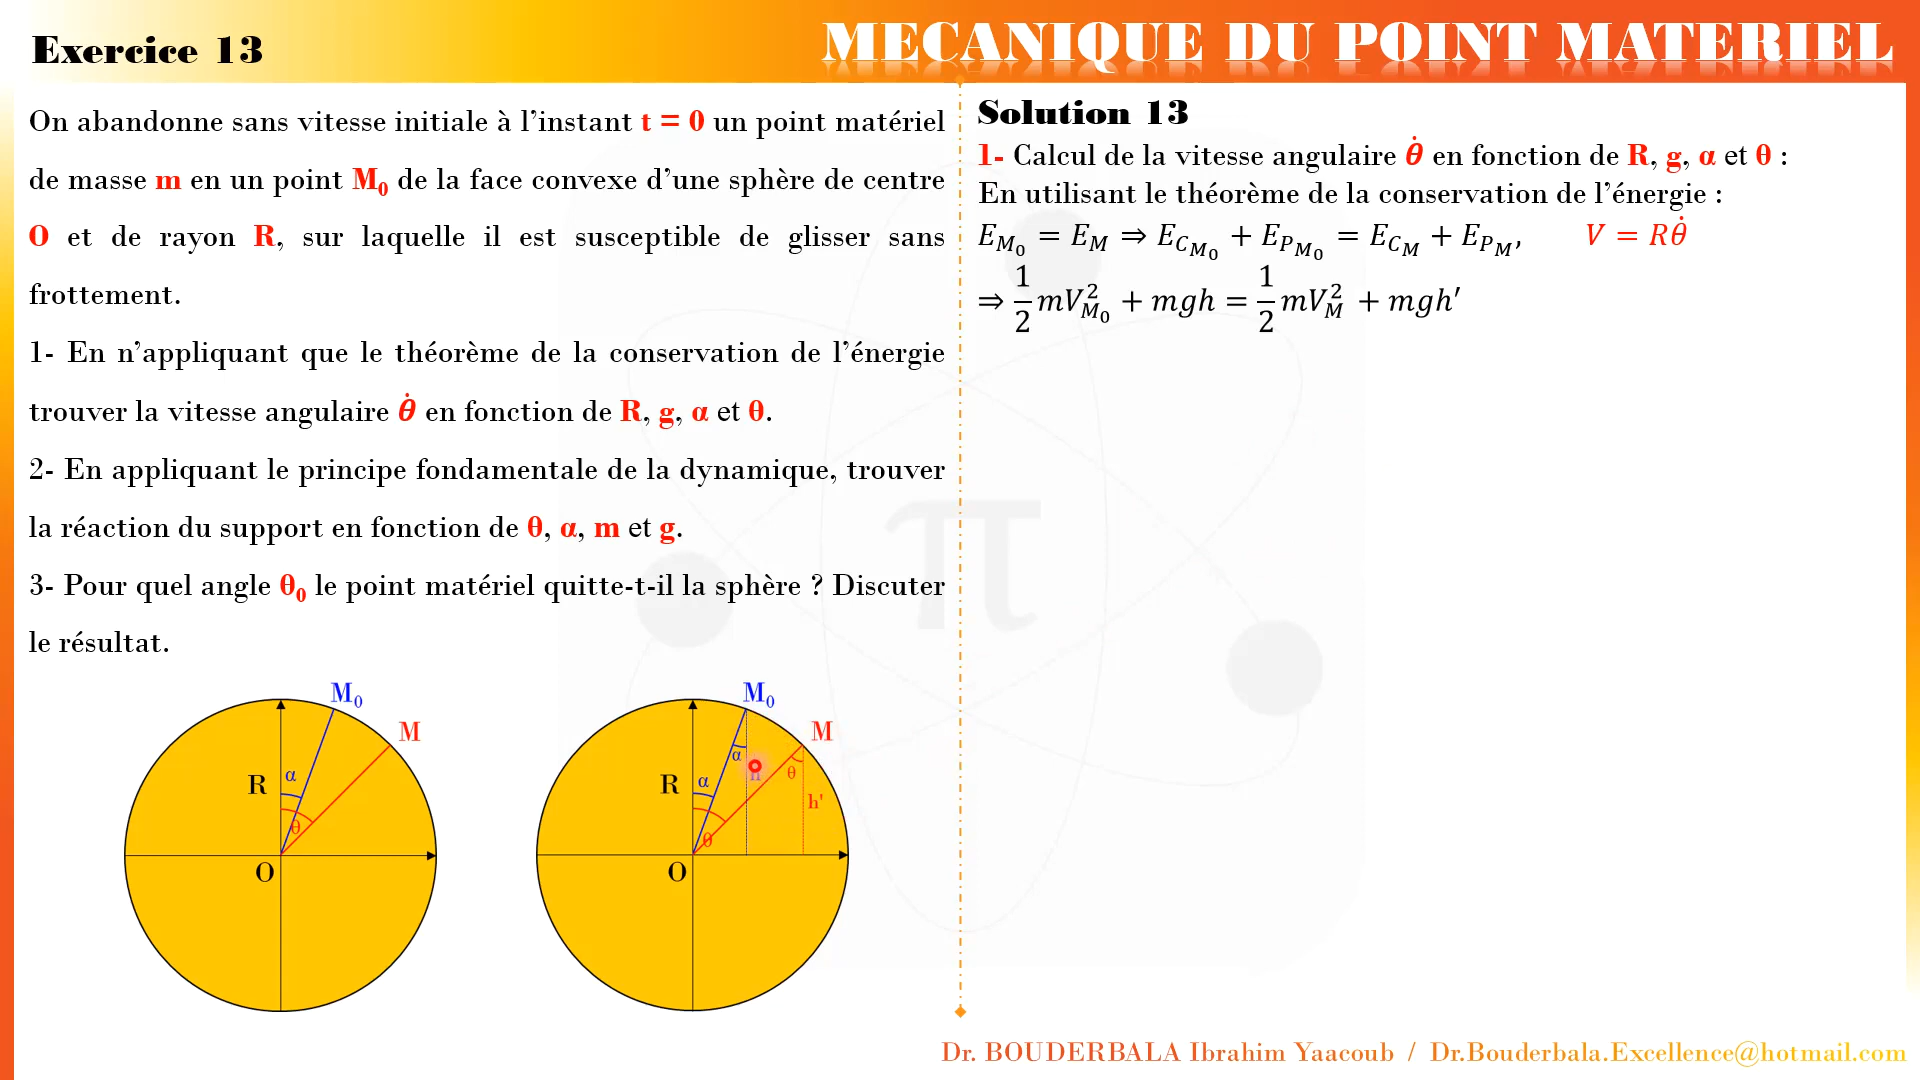 Exercice 13
MECANIQUE DU POINT MATERIEL
On abandonne sans vitesse initiale à l’instant t = 0 un point matériel
de masse m en un point M₀ de la face convexe d’une sphère de centre
O et de rayon R, sur laquelle il est susceptible de glisser sans
frottement.
1- En n’appliquant que le théorème de la conservation de l’énergie
trouver la vitesse angulaire θ̇ en fonction de R, g, α et θ.
2- En appliquant le principe fondamentale de la dynamique, trouver
la réaction du support en fonction de θ, α, m et g.
3- Pour quel angle θ₀ le point matériel quitte-t-il la sphère ? Discuter
le résultat.
M₀
M
R
α
θ
O
M₀
M
α
R
α
θ
h'
θ
O
Solution 13
1- Calcul de la vitesse angulaire θ̇ en fonction de R, g, α et θ :
En utilisant le théorème de la conservation de l’énergie :
E_{M₀} = E_M ⇒ E_{C_{M₀}} + E_{P_{M₀}} = E_{C_M} + E_{P_M}, V = Rθ̇
⇒ 1/2 mV²_{M₀} + mgh = 1/2 mV²_M + mgh′
π
Dr. BOUDERBALA Ibrahim Yaacoub / Dr.Bouderbala.Excellence@hotmail.com